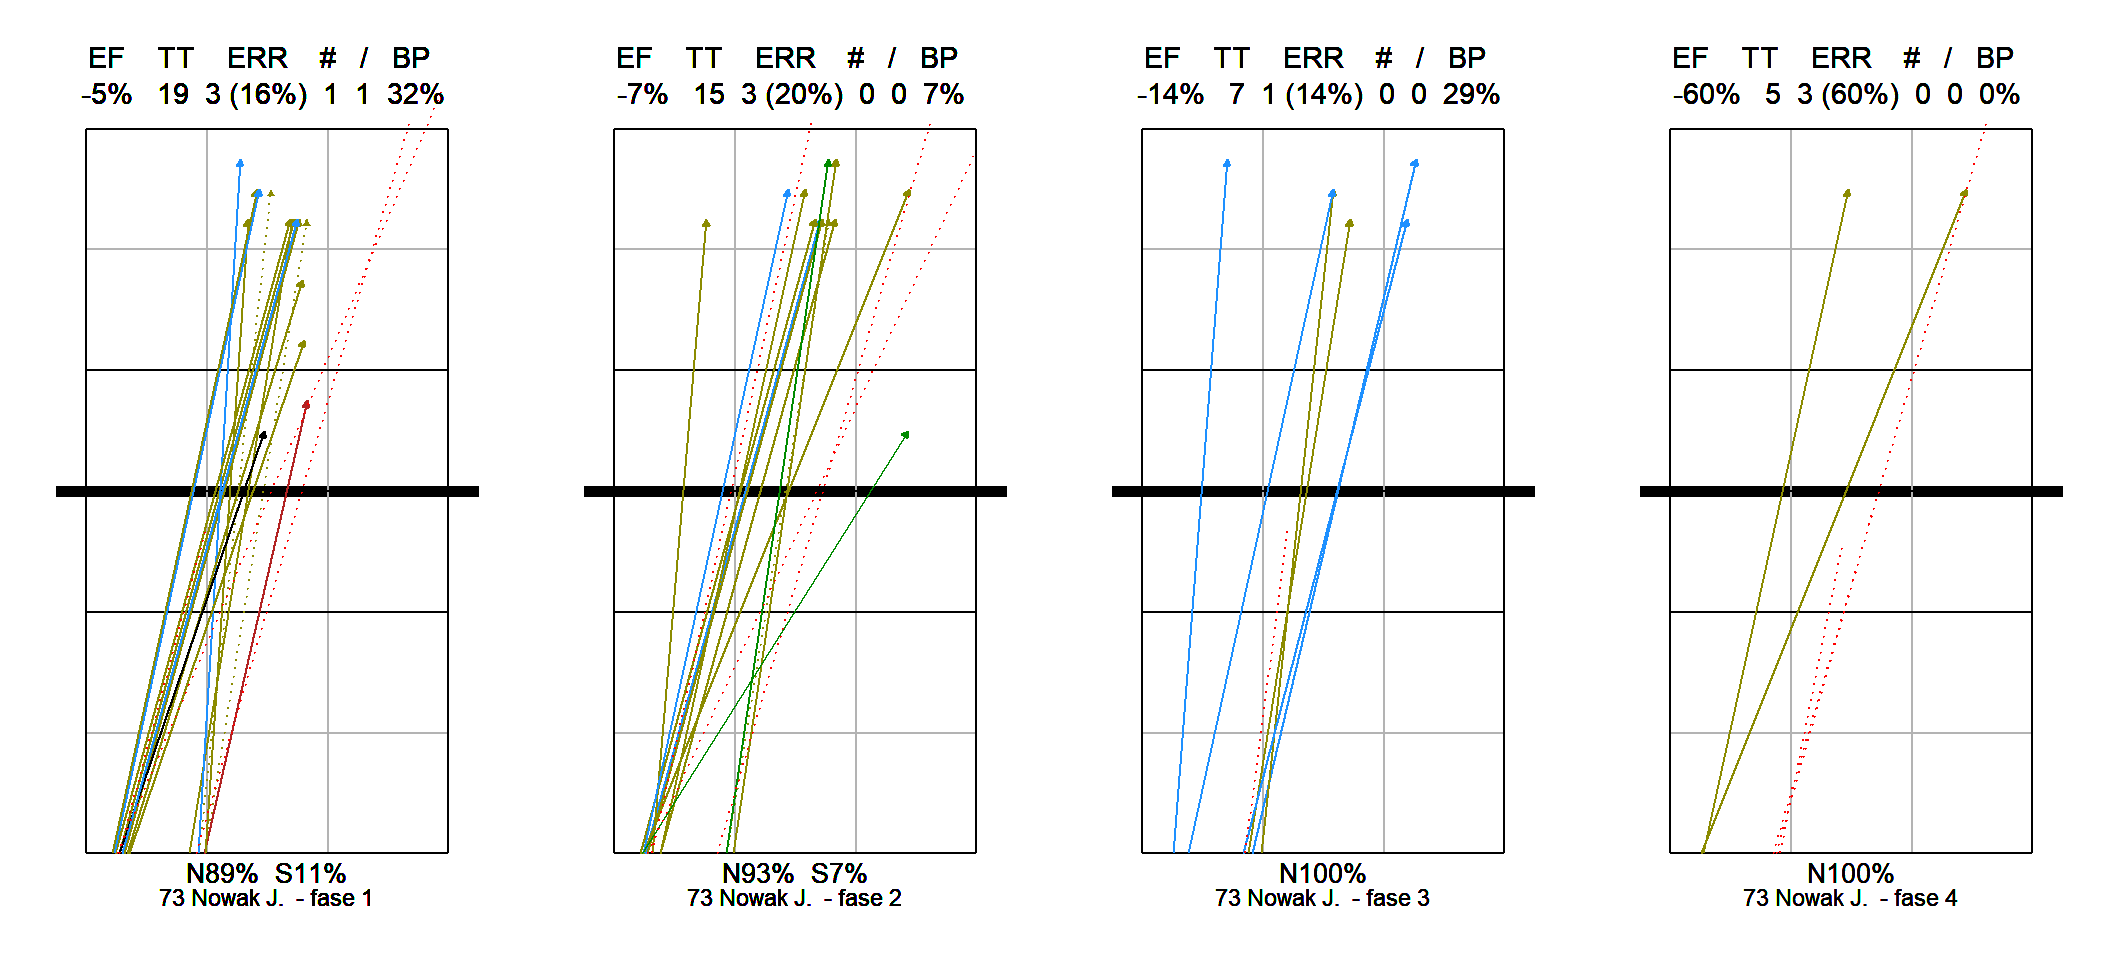 EF TT ERR # / BP
-5% 19 3 (16%) 1 1 32%
N89% S11%
73 Nowak J. - fase 1
EF TT ERR # / BP
-7% 15 3 (20%) 0 0 7%
N93% S7%
73 Nowak J. - fase 2
EF TT ERR # / BP
-14% 7 1 (14%) 0 0 29%
N100%
73 Nowak J. - fase 3
EF TT ERR # / BP
-60% 5 3 (60%) 0 0 0%
N100%
73 Nowak J. - fase 4